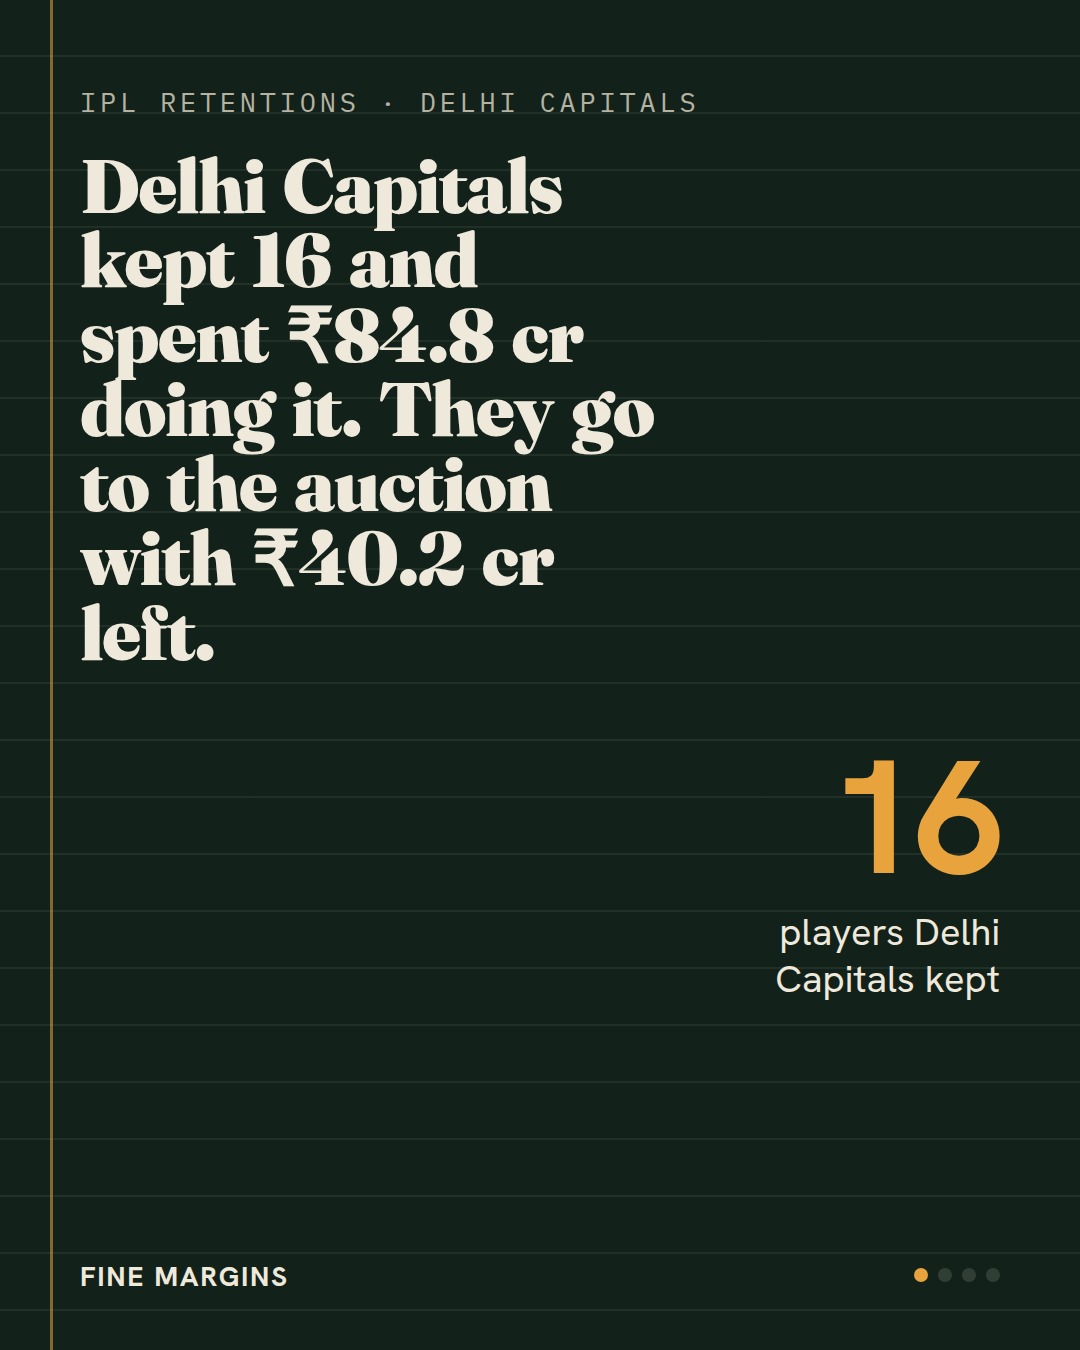 IPL RETENTIONS · DELHI CAPITALS
Delhi Capitals
kept 16 and
spent ₹84.8 cr
doing it. They go
to the auction
with ₹40.2 cr
left.
16
players Delhi
Capitals kept
FINE MARGINS